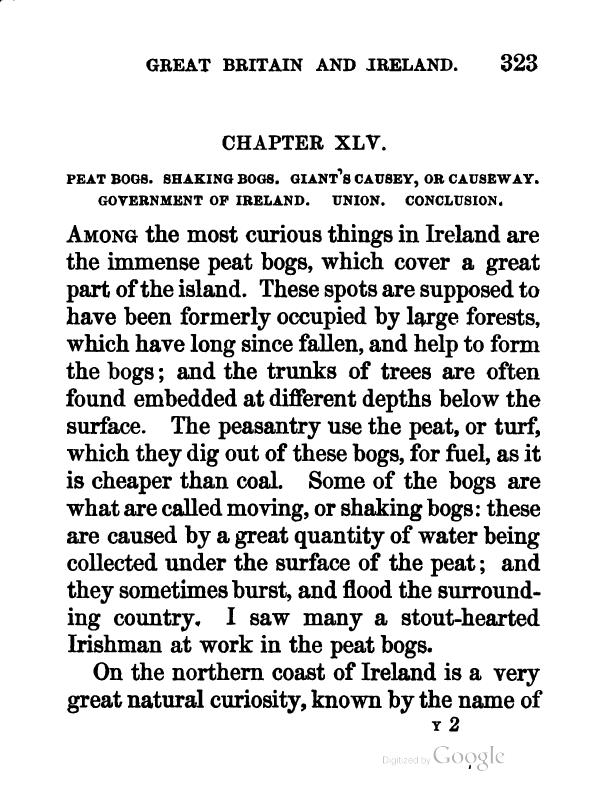 GREAT BRITAIN AND IRELAND. 323
CHAPTER XLV.
PEAT BOGS. SHAKING BOGS. GIANT'S CAUSEY, OR CAUSEWAY.
GOVERNMENT OF IRELAND. UNION. CONCLUSION.
AMONG the most curious things in Ireland are
the immense peat bogs, which cover a great
part of the island. These spots are supposed to
have been formerly occupied by large forests,
which have long since fallen, and help to form
the bogs; and the trunks of trees are often
found embedded at different depths below the
surface. The peasantry use the peat, or turf,
which they dig out of these bogs, for fuel, as it
is cheaper than coal. Some of the bogs are
what are called moving, or shaking bogs: these
are caused by a great quantity of water being
collected under the surface of the peat; and
they sometimes burst, and flood the surround-
ing country. I saw many a stout-hearted
Irishman at work in the peat bogs.
On the northern coast of Ireland is a very
great natural curiosity, known by the name of
Y 2
Digitized by Google